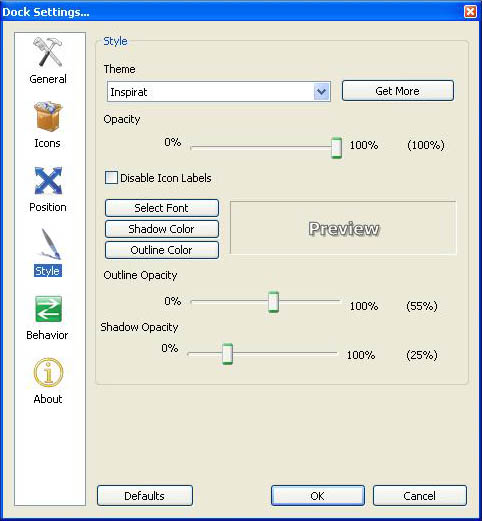 Dock Settings...
General
Icons
Position
Style
Behavior
About
Style
Theme
Inspirat
Get More
Opacity
0% 100% (100%)
Disable Icon Labels
Select Font
Shadow Color
Outline Color
Preview
Outline Opacity
0% 100% (55%)
Shadow Opacity
0% 100% (25%)
Defaults OK Cancel